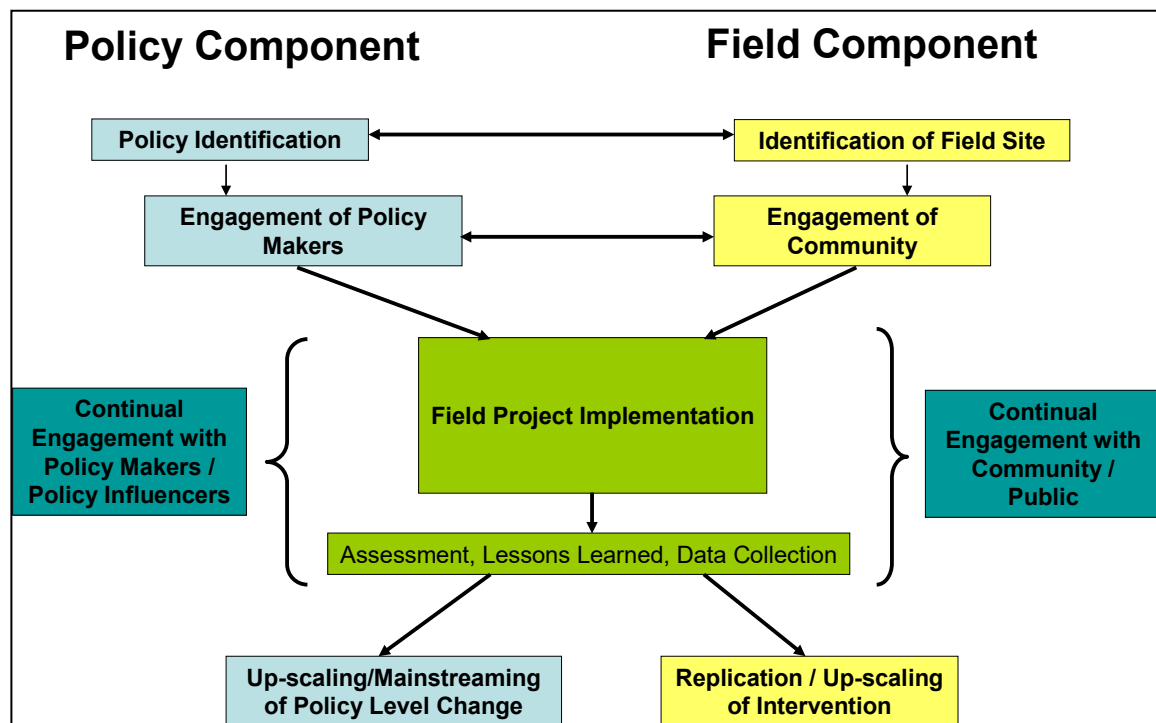 Policy Component
Field Component
Policy Identification
Identification of Field Site
Engagement of Policy
Makers
Engagement of
Community
Field Project Implementation
Continual
Engagement with
Policy Makers /
Policy Influencers
Continual
Engagement with
Community /
Public
Assessment, Lessons Learned, Data Collection
Up-scaling/Mainstreaming
of Policy Level Change
Replication / Up-scaling
of Intervention